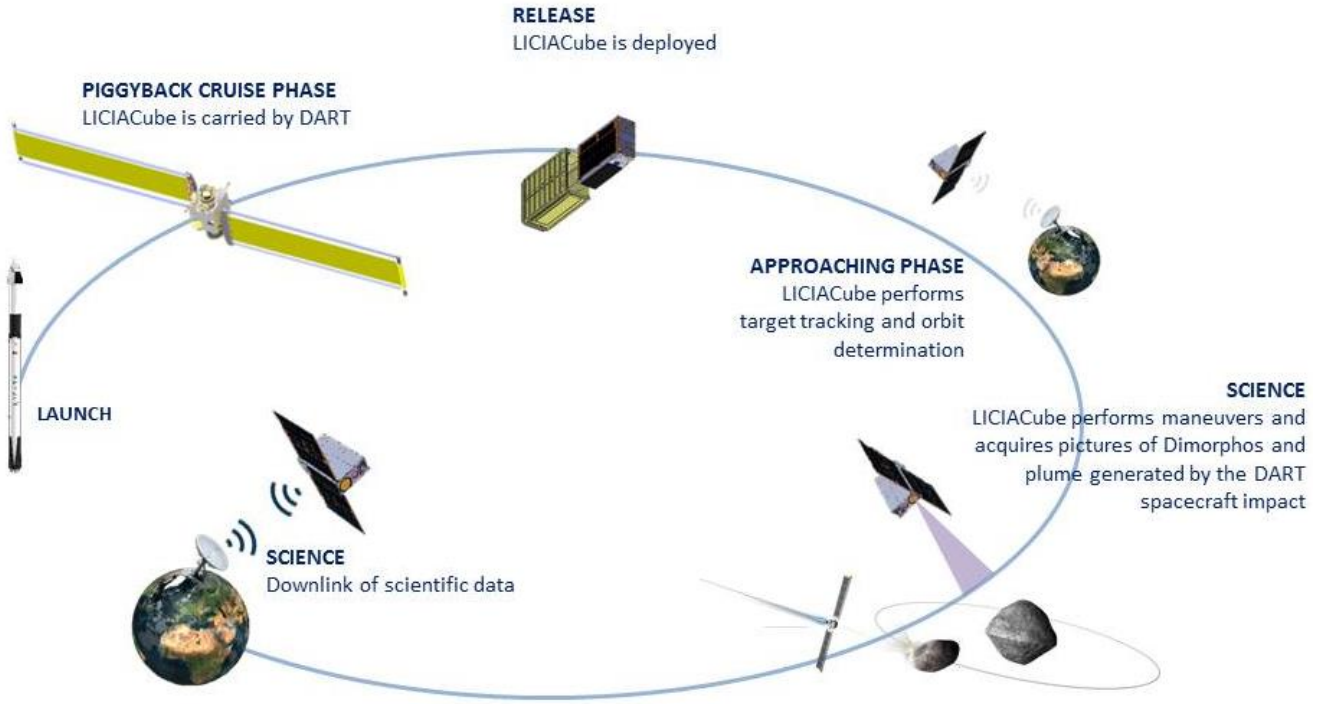 RELEASE
LICIACube is deployed
PIGGYBACK CRUISE PHASE
LICIACube is carried by DART
APPROACHING PHASE
LICIACube performs
target tracking and orbit
determination
SCIENCE
LICIACube performs maneuvers and
acquires pictures of Dimorphos and
plume generated by the DART
spacecraft impact
LAUNCH
SCIENCE
Downlink of scientific data